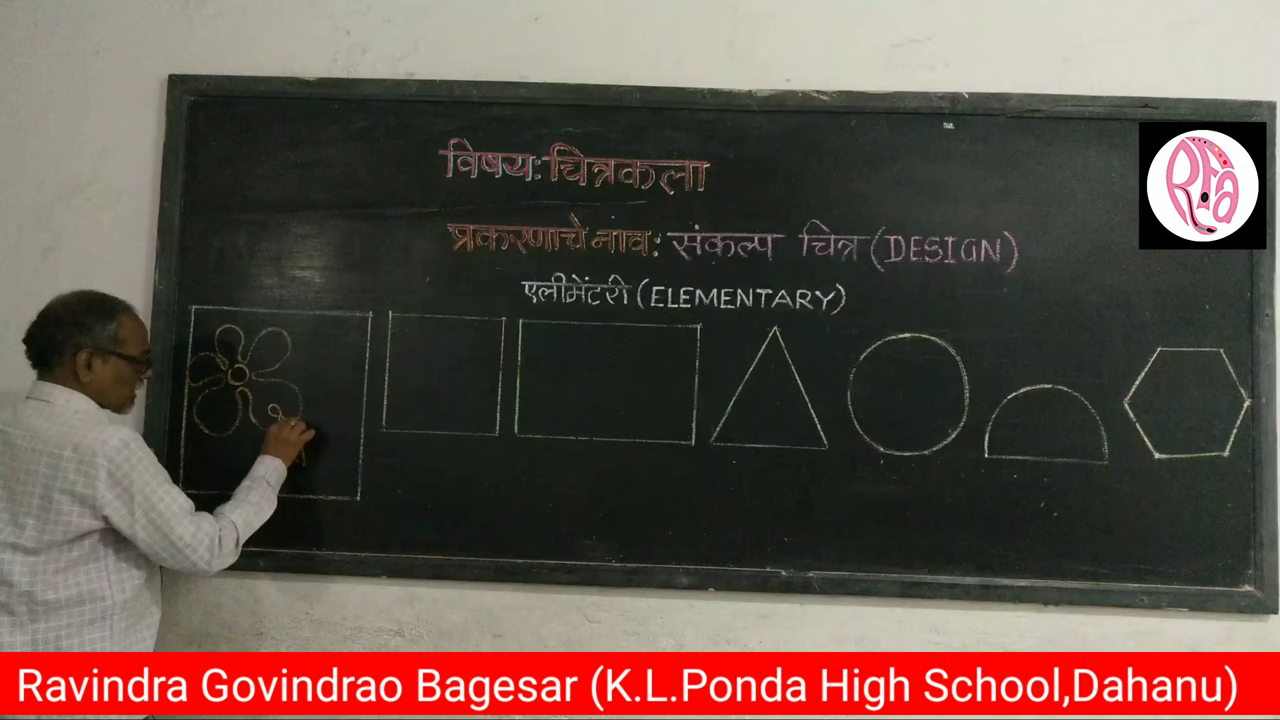 विषय: चित्रकला
प्रकरणाचे नाव: संकल्प चित्र (DESIGN)
एलीमेंटरी (ELEMENTARY)
RFa
Ravindra Govindrao Bagesar (K.L.Ponda High School,Dahanu)